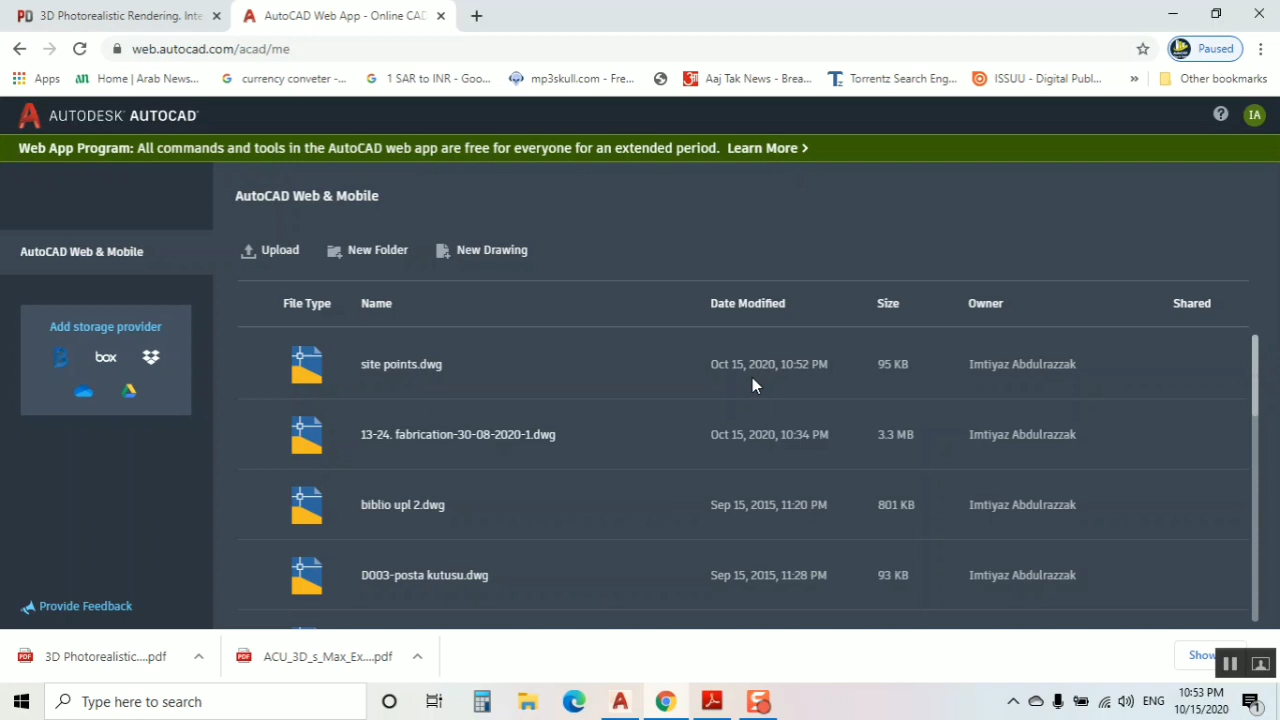 3D Photorealistic Rendering. Inte
AutoCAD Web App - Online CAD
web.autocad.com/acad/me
Paused
Apps
Home | Arab News...
currency conveter -...
1 SAR to INR - Goo...
mp3skull.com - Fre...
Aaj Tak News - Brea...
Torrentz Search Eng...
ISSUU - Digital Publ...
»
Other bookmarks
AUTODESK® AUTOCAD®
IA
Web App Program: All commands and tools in the AutoCAD web app are free for everyone for an extended period. Learn More >
AutoCAD Web & Mobile
AutoCAD Web & Mobile
Upload
New Folder
New Drawing
File Type
Name
Date Modified
Size
Owner
Shared
Add storage provider
box
site points.dwg
Oct 15, 2020, 10:52 PM
95 KB
Imtiyaz Abdulrazzak
13-24. fabrication-30-08-2020-1.dwg
Oct 15, 2020, 10:34 PM
3.3 MB
Imtiyaz Abdulrazzak
biblio upl 2.dwg
Sep 15, 2015, 11:20 PM
801 KB
Imtiyaz Abdulrazzak
D003-posta kutusu.dwg
Sep 15, 2015, 11:28 PM
93 KB
Imtiyaz Abdulrazzak
Provide Feedback
3D Photorealistic....pdf
ACU_3D_s_Max_Ex....pdf
Show
Type here to search
ENG
10:53 PM
10/15/2020
1